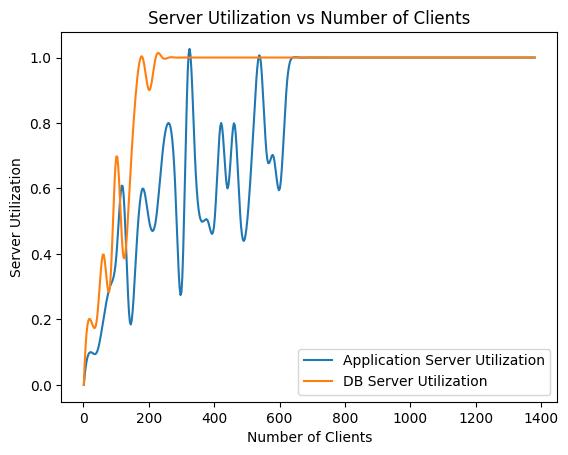 Server Utilization vs Number of Clients
Server Utilization
1.0
0.8
0.6
0.4
0.2
0.0
0 200 400 600 800 1000 1200 1400
Number of Clients
Application Server Utilization
DB Server Utilization